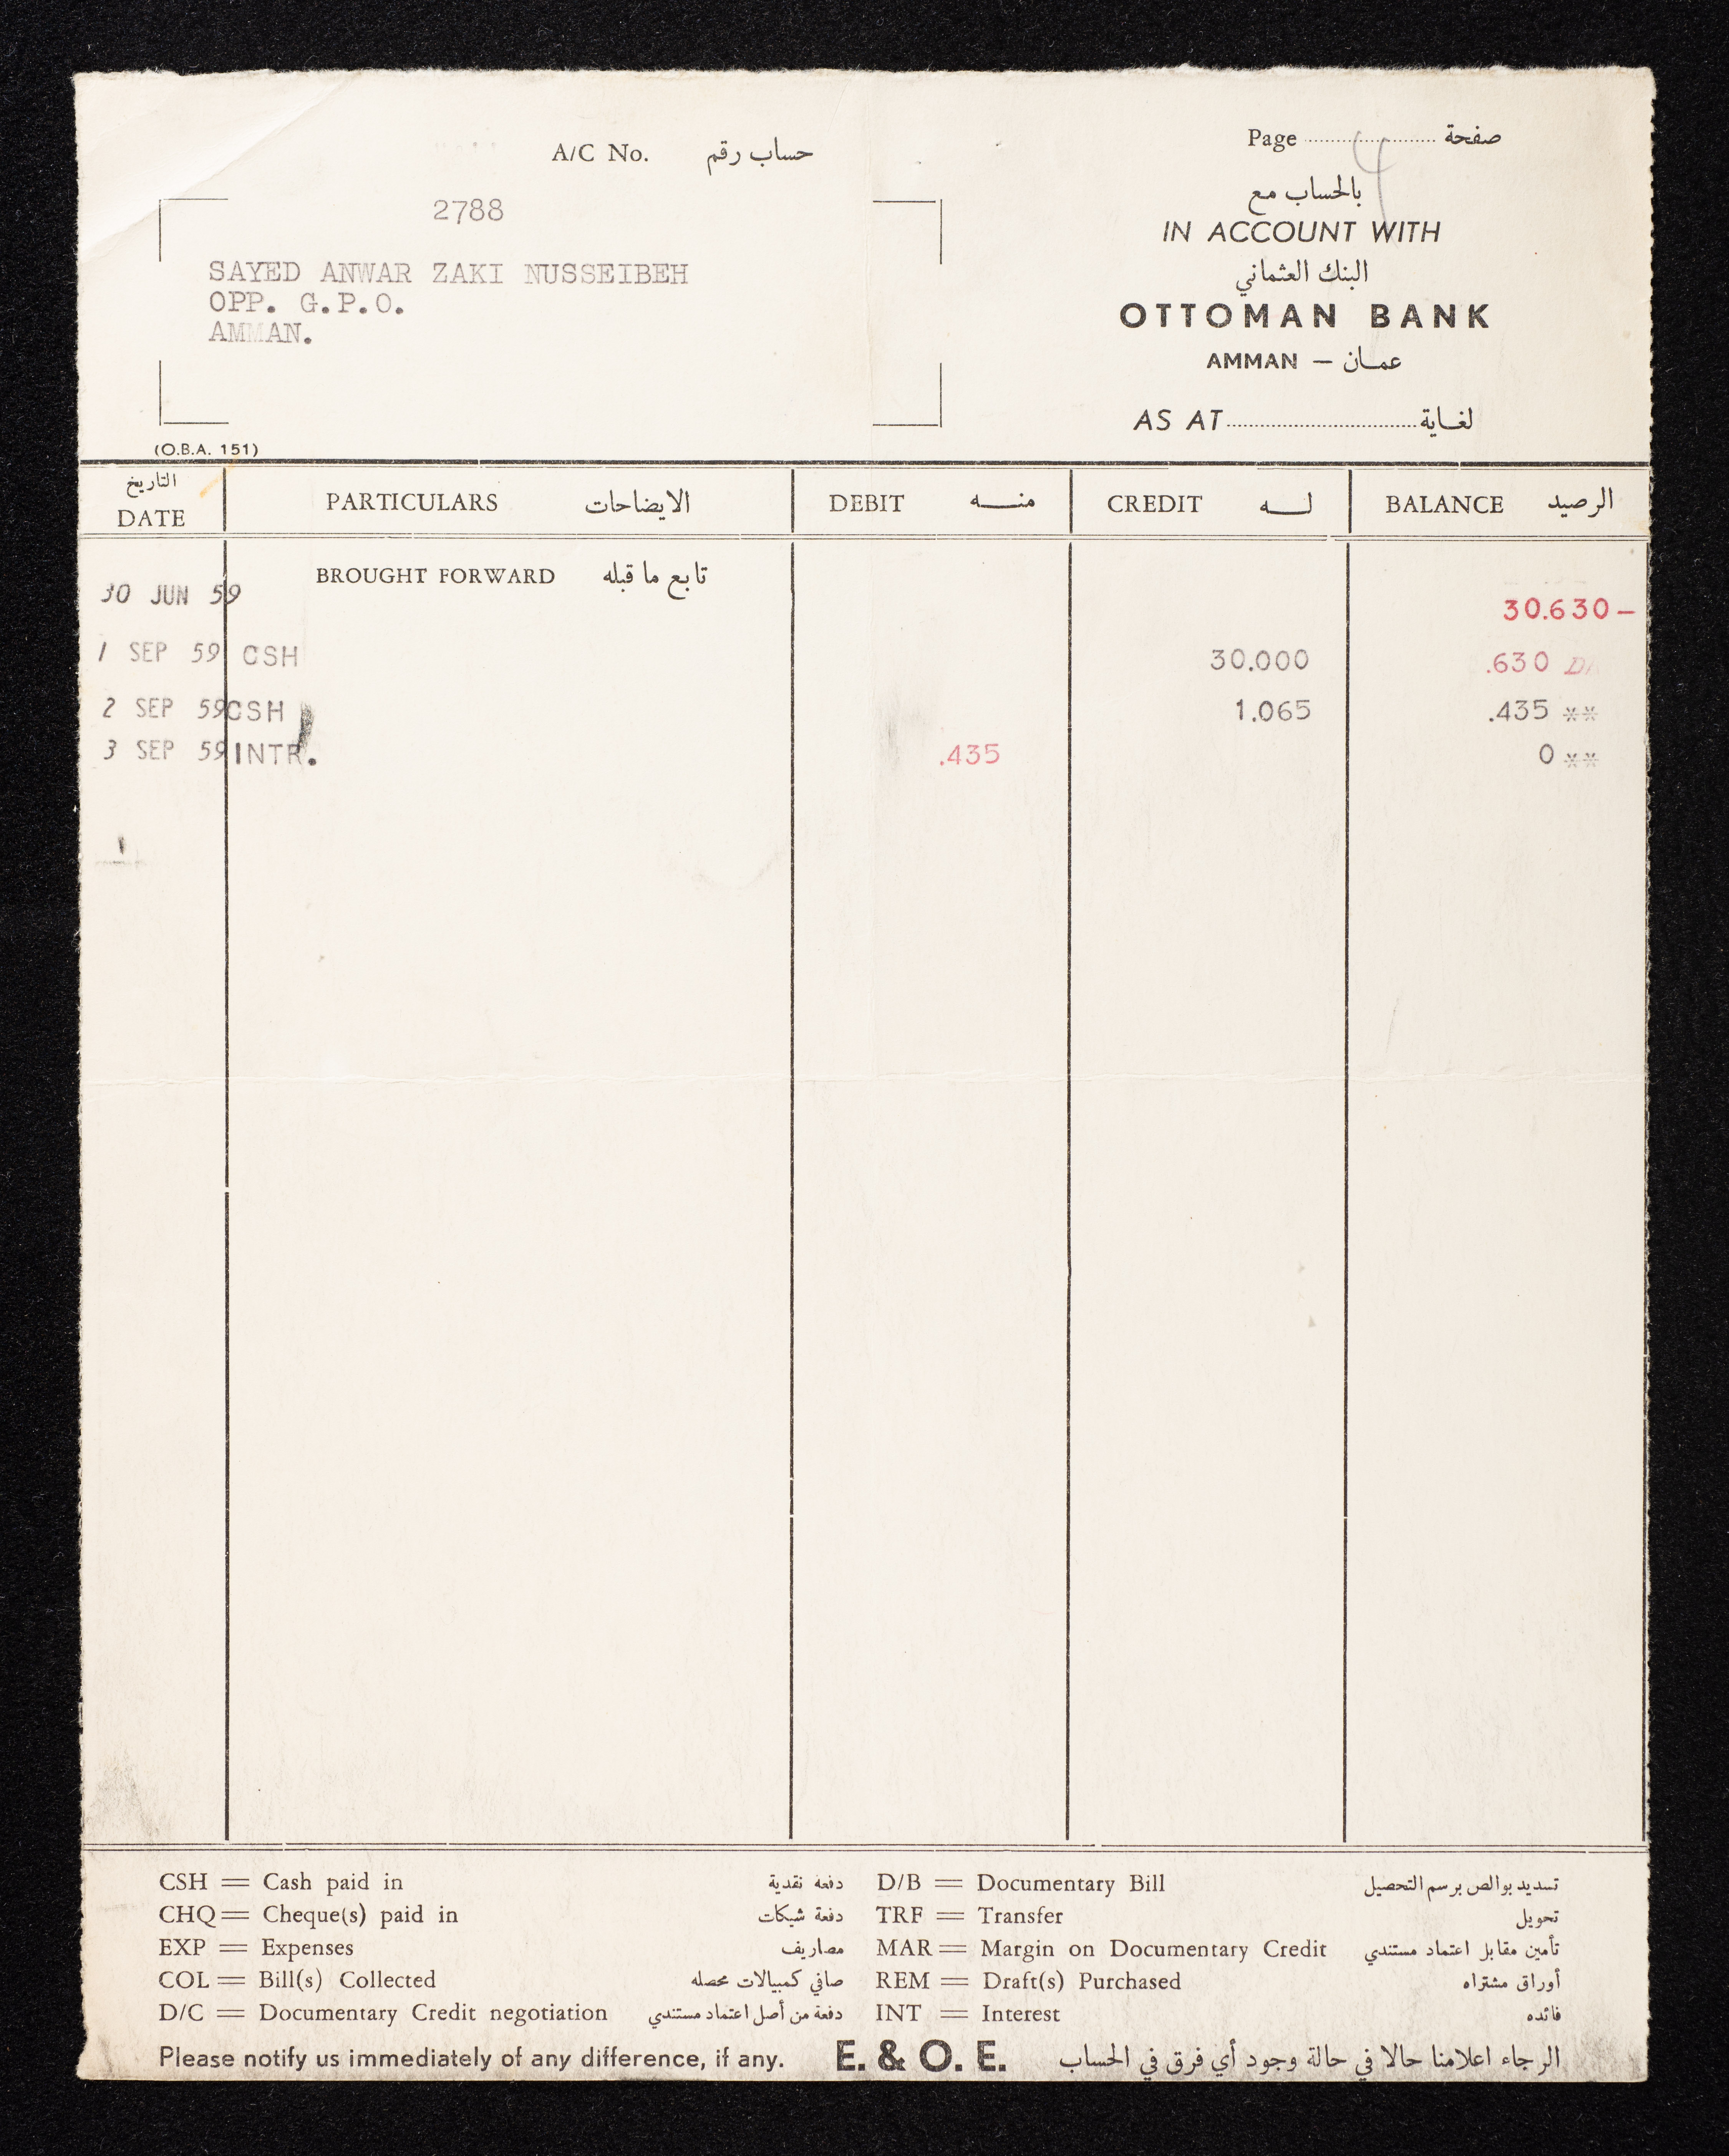 A/C No. حساب رقم
2788
SAYED ANWAR ZAKI NUSSEIBEH
OPP. G.P.O.
AMMAN.
(O.B.A. 151)
Page .......... صفحة
4
بالحساب مع
IN ACCOUNT WITH
البنك العثماني
OTTOMAN BANK
AMMAN – عمان
AS AT .......... لغاية
التاريخ
DATE
PARTICULARS الايضاحات
DEBIT منه
CREDIT له
BALANCE الرصيد
BROUGHT FORWARD تابع ما قبله
30 JUN 59 30.630–
1 SEP 59 CSH 30.000 .630
2 SEP 59 CSH 1.065 .435 **
3 SEP 59 INTR. .435 0 **
CSH = Cash paid in دفعة نقدية
CHQ = Cheque(s) paid in دفعة شيكات
EXP = Expenses مصاريف
COL = Bill(s) Collected صافي كمبيالات محصله
D/C = Documentary Credit negotiation دفعة من أصل اعتماد مستندي
D/B = Documentary Bill تسديد بوالص برسم التحصيل
TRF = Transfer تحويل
MAR = Margin on Documentary Credit تأمين مقابل اعتماد مستندي
REM = Draft(s) Purchased أوراق مشتراه
INT = Interest فائده
Please notify us immediately of any difference, if any. E. & O. E. الرجاء اعلامنا حالا في حالة وجود أي فرق في الحساب